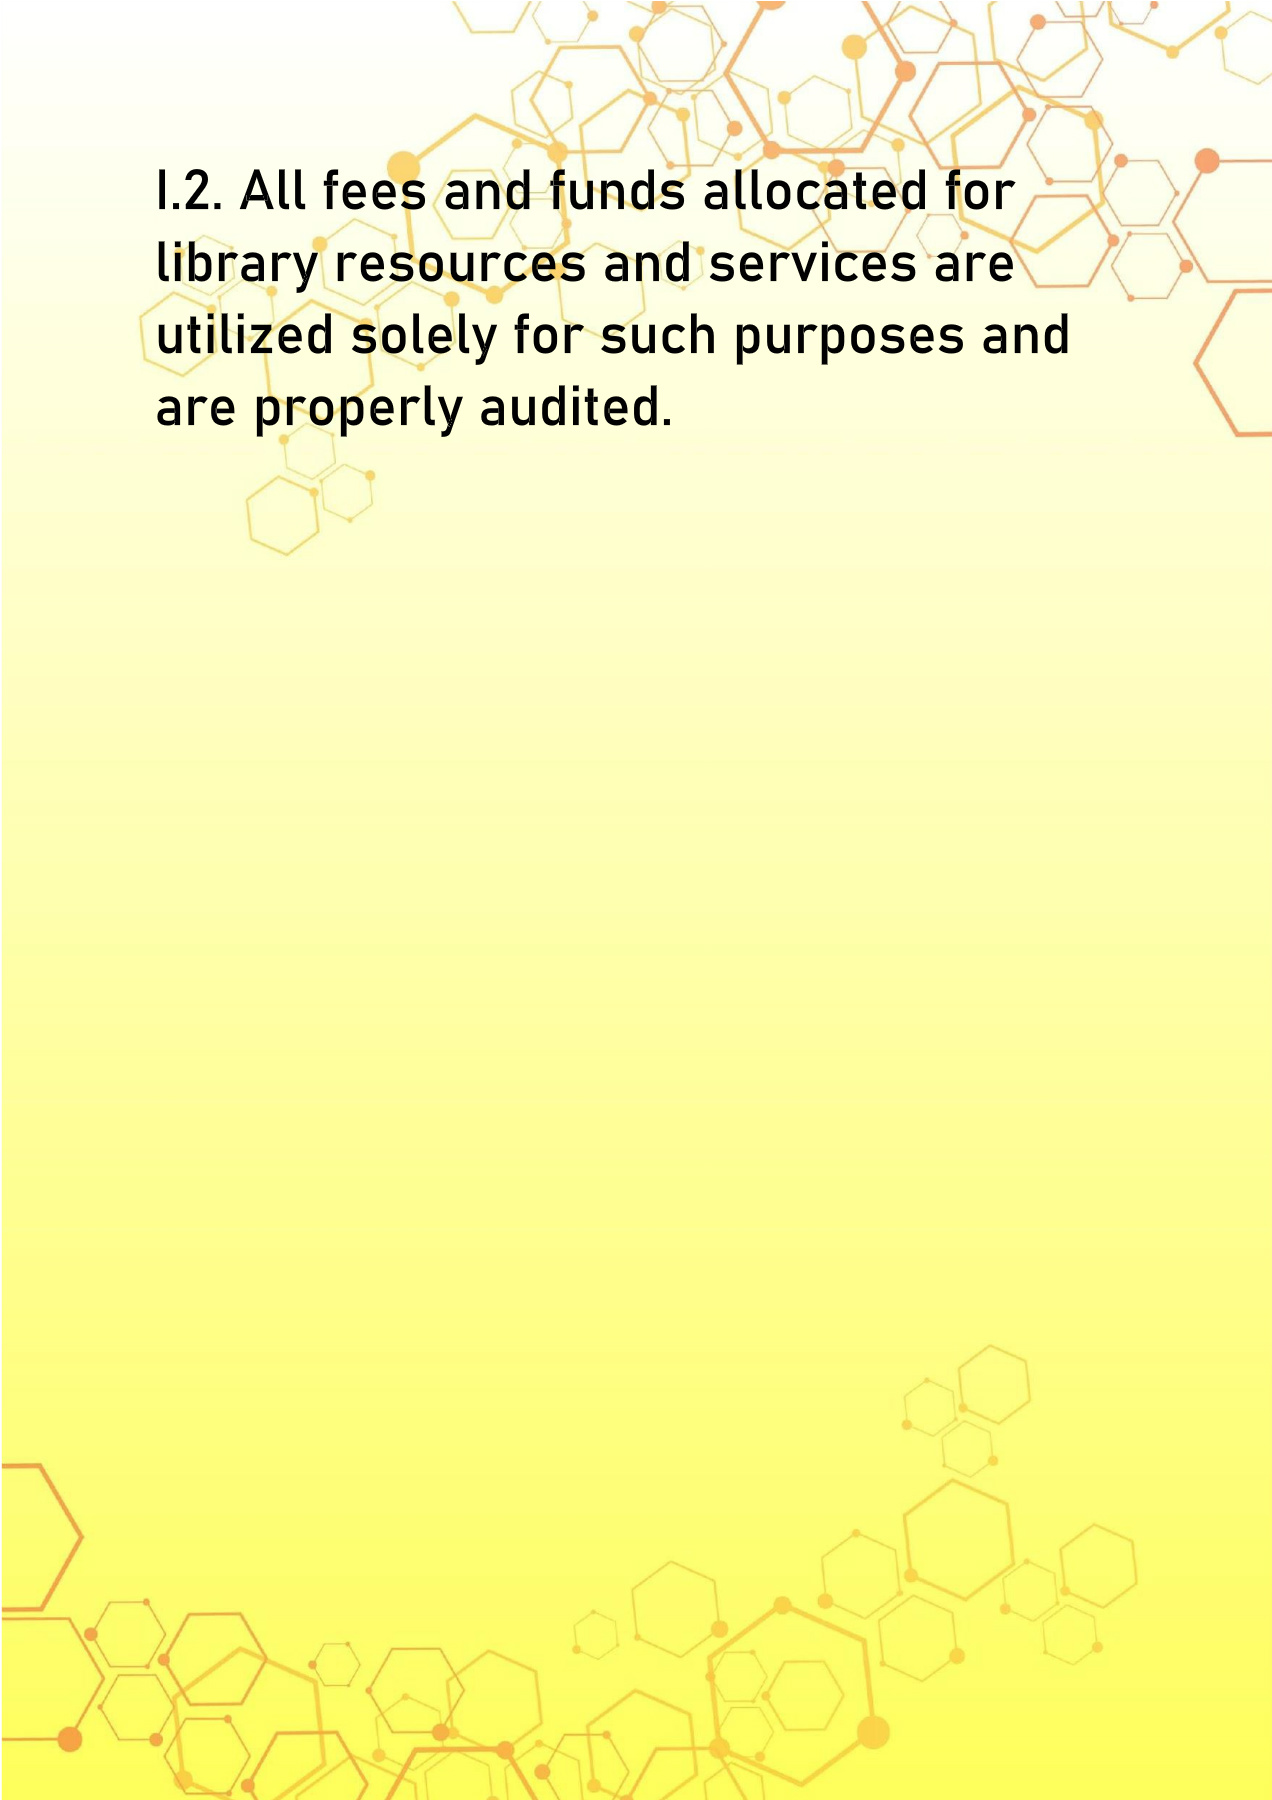 I.2. All fees and funds allocated for
library resources and services are
utilized solely for such purposes and
are properly audited.